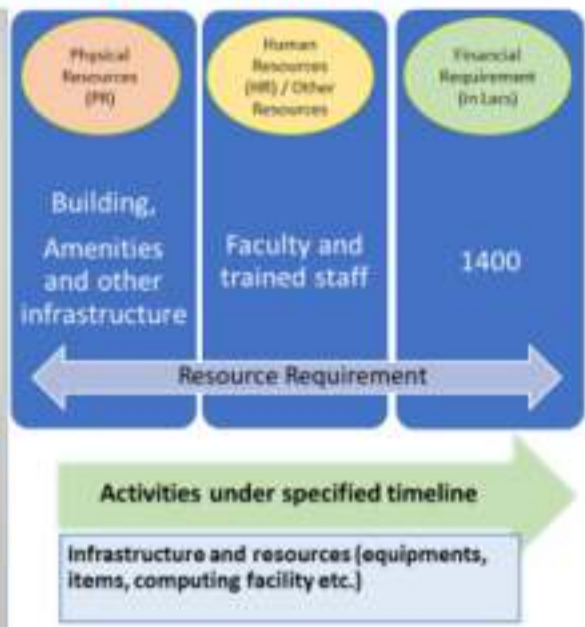 Physical
Resources
(PR)
Human
Resources
(HR) / Other
Resources
Financial
Requirement
(In Lacs)
Building,
Amenities
and other
infrastructure
Faculty and
trained staff
1400
Resource Requirement
Activities under specified timeline
Infrastructure and resources (equipments,
items, computing facility etc.)